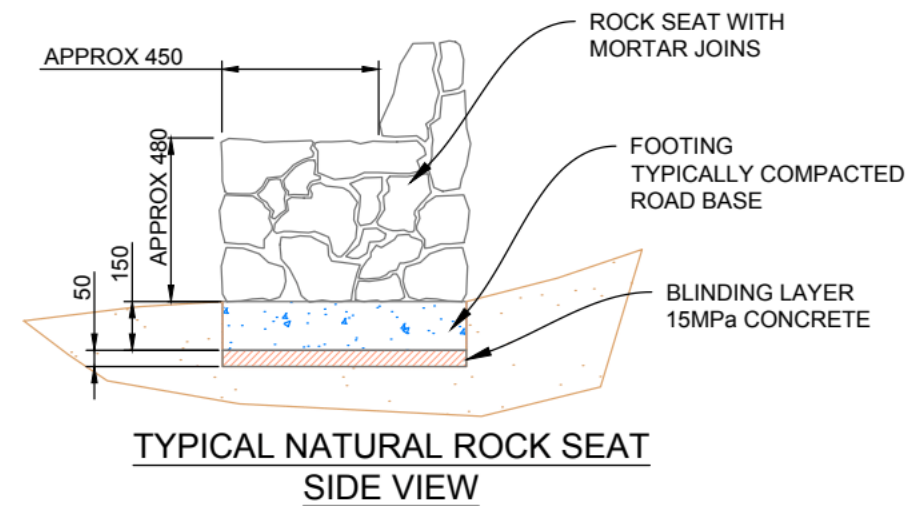 ROCK SEAT WITH
MORTAR JOINS
APPROX 450
APPROX 480
FOOTING
TYPICALLY COMPACTED
ROAD BASE
150
50
BLINDING LAYER
15MPa CONCRETE
TYPICAL NATURAL ROCK SEAT
SIDE VIEW